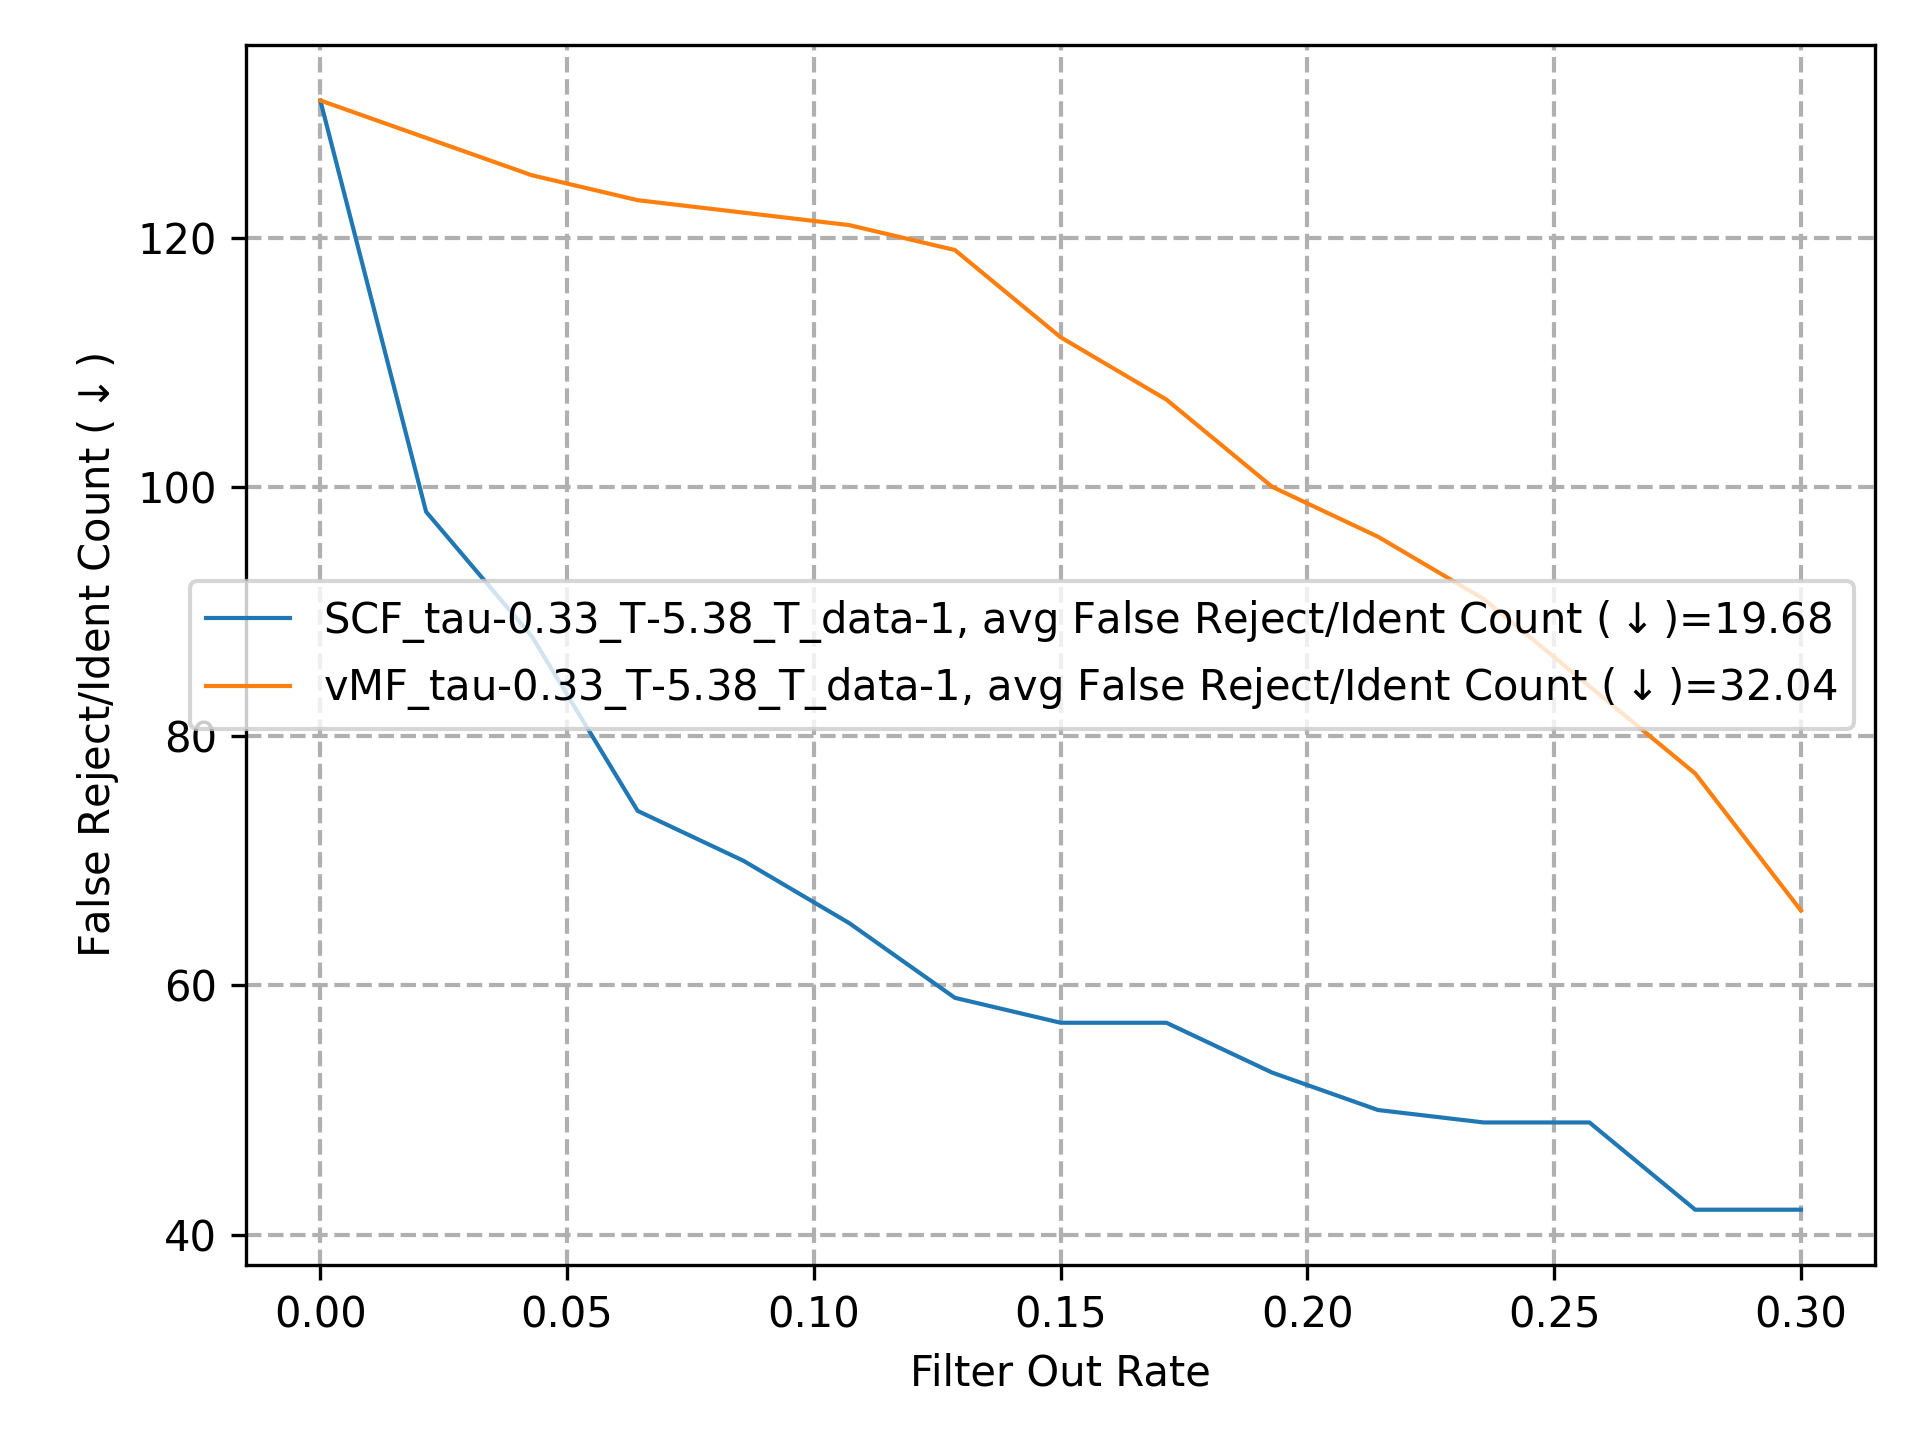 False Reject/Ident Count (↓)
120
100
80
60
40
SCF_tau-0.33_T-5.38_T_data-1, avg False Reject/Ident Count (↓)=19.68
vMF_tau-0.33_T-5.38_T_data-1, avg False Reject/Ident Count (↓)=32.04
0.00 0.05 0.10 0.15 0.20 0.25 0.30
Filter Out Rate